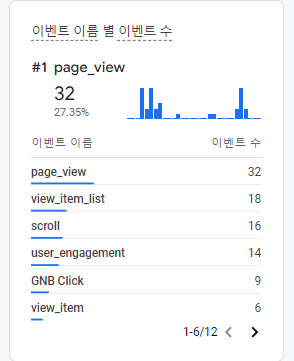 이벤트 이름 별 이벤트 수
#1 page_view
32
27.35%
이벤트 이름 이벤트 수
page_view 32
view_item_list 18
scroll 16
user_engagement 14
GNB Click 9
view_item 6
1-6/12